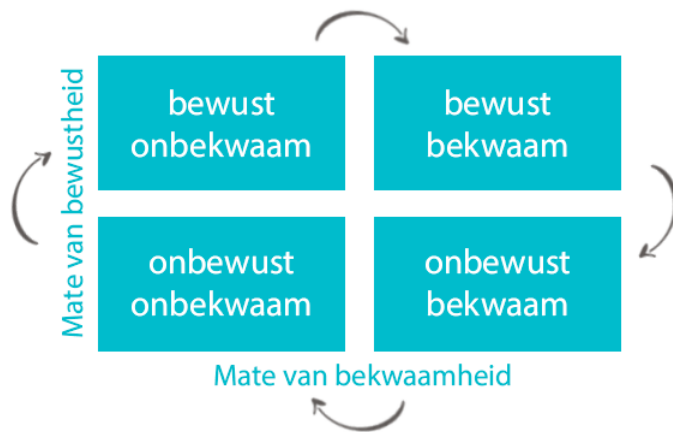 Mate van bewustheid
bewust
onbekwaam
bewust
bekwaam
onbewust
onbekwaam
onbewust
bekwaam
Mate van bekwaamheid